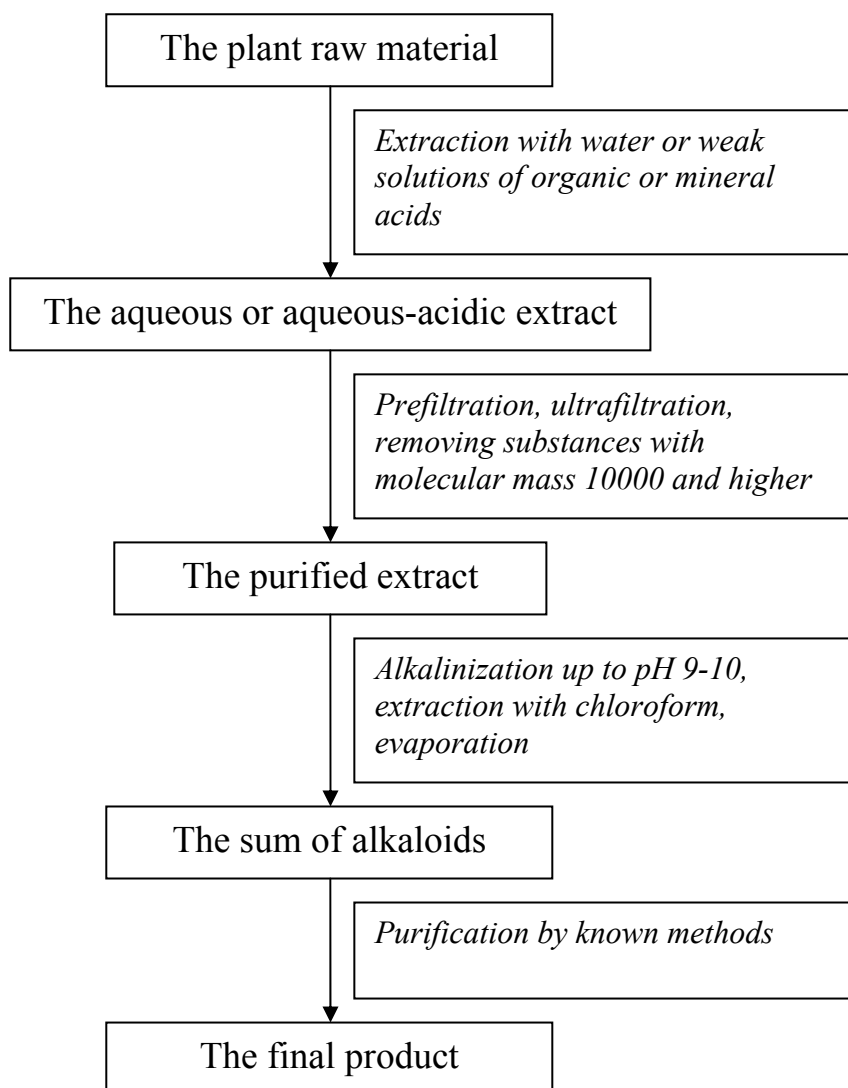 The plant raw material
Extraction with water or weak
solutions of organic or mineral
acids
The aqueous or aqueous-acidic extract
Prefiltration, ultrafiltration,
removing substances with
molecular mass 10000 and higher
The purified extract
Alkalinization up to pH 9-10,
extraction with chloroform,
evaporation
The sum of alkaloids
Purification by known methods
The final product